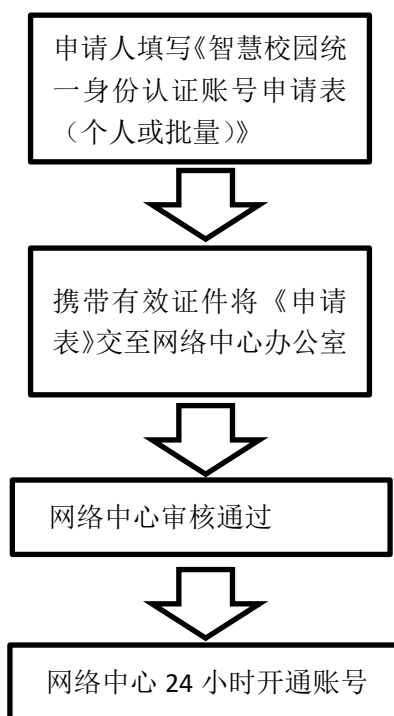 申请人填写《智慧校园统
一身份认证账号申请表
（个人或批量）》
携带有效证件将《申请
表》交至网络中心办公室
网络中心审核通过
网络中心 24 小时开通账号